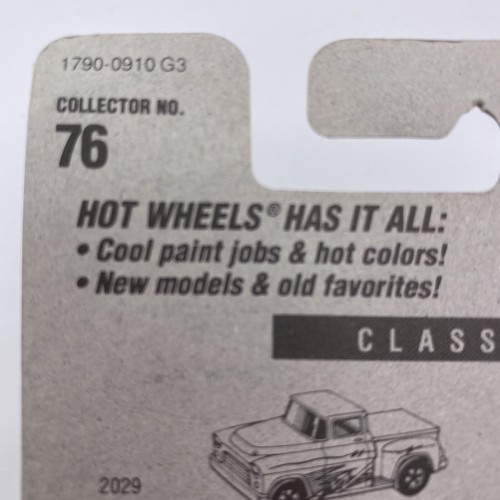 1790-0910 G3
COLLECTOR NO.
76
HOT WHEELS® HAS IT ALL:
• Cool paint jobs & hot colors!
• New models & old favorites!
CLASS
2029